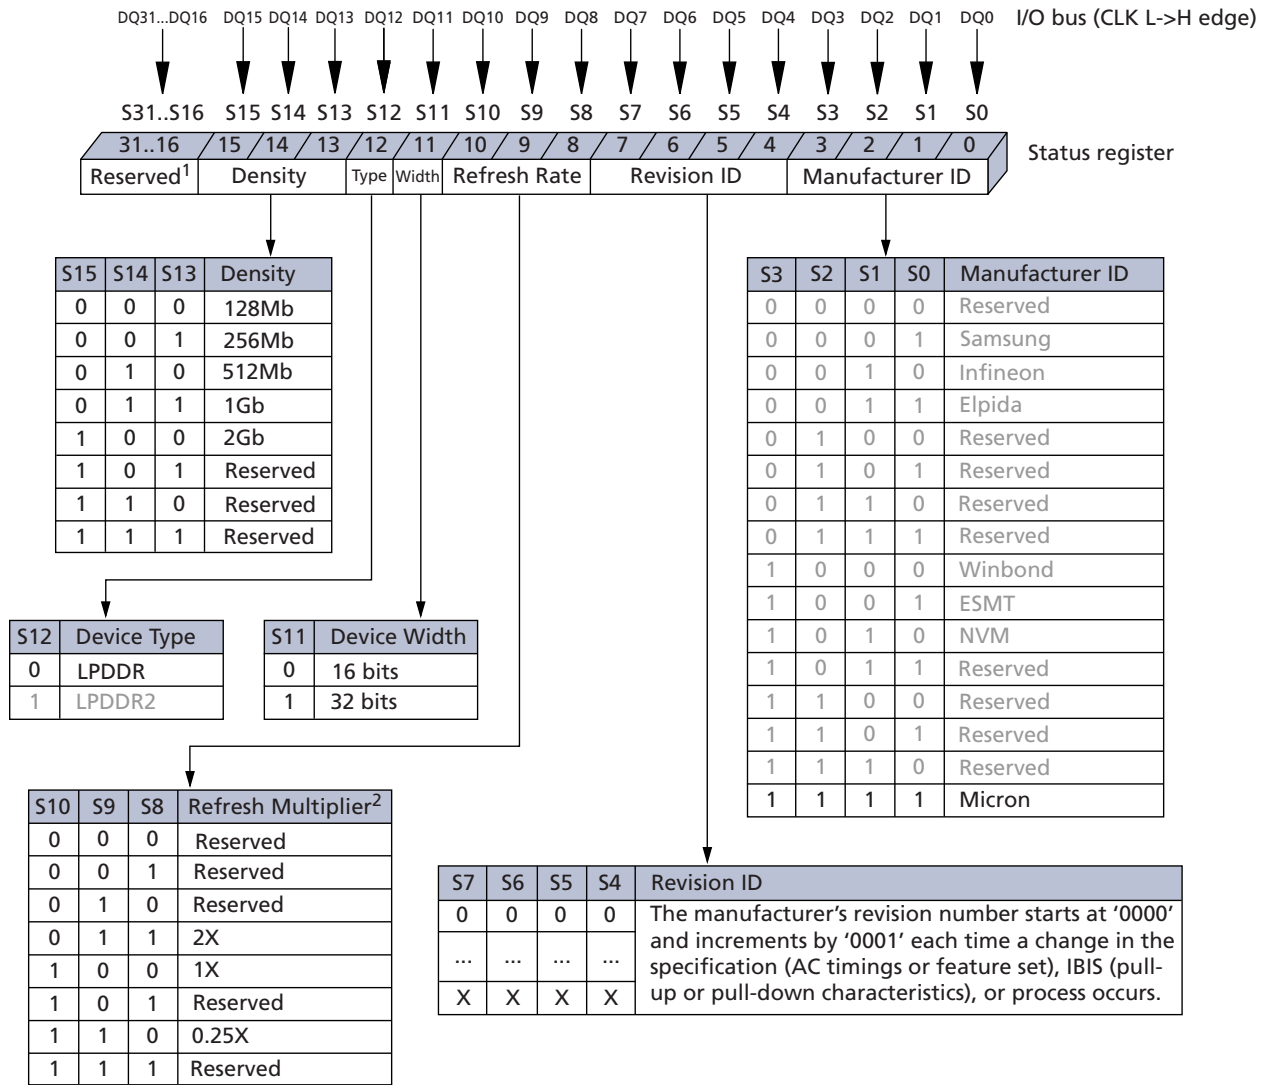 DQ31...DQ16 DQ15 DQ14 DQ13 DQ12 DQ11 DQ10 DQ9 DQ8 DQ7 DQ6 DQ5 DQ4 DQ3 DQ2 DQ1 DQ0 I/O bus (CLK L->H edge)
S31..S16 S15 S14 S13 S12 S11 S10 S9 S8 S7 S6 S5 S4 S3 S2 S1 S0
31..16 15 14 13 12 11 10 9 8 7 6 5 4 3 2 1 0 Status register
Reserved1 Density Type Width Refresh Rate Revision ID Manufacturer ID
S15 S14 S13 Density
0 0 0 128Mb
0 0 1 256Mb
0 1 0 512Mb
0 1 1 1Gb
1 0 0 2Gb
1 0 1 Reserved
1 1 0 Reserved
1 1 1 Reserved
S3 S2 S1 S0 Manufacturer ID
0 0 0 0 Reserved
0 0 0 1 Samsung
0 0 1 0 Infineon
0 0 1 1 Elpida
0 1 0 0 Reserved
0 1 0 1 Reserved
0 1 1 0 Reserved
0 1 1 1 Reserved
1 0 0 0 Winbond
1 0 0 1 ESMT
1 0 1 0 NVM
1 0 1 1 Reserved
1 1 0 0 Reserved
1 1 0 1 Reserved
1 1 1 0 Reserved
1 1 1 1 Micron
S12 Device Type
0 LPDDR
1 LPDDR2
S11 Device Width
0 16 bits
1 32 bits
S10 S9 S8 Refresh Multiplier2
0 0 0 Reserved
0 0 1 Reserved
0 1 0 Reserved
0 1 1 2X
1 0 0 1X
1 0 1 Reserved
1 1 0 0.25X
1 1 1 Reserved
S7 S6 S5 S4 Revision ID
0 0 0 0 The manufacturer's revision number starts at '0000'
and increments by '0001' each time a change in the
... ... ... ... specification (AC timings or feature set), IBIS (pull-
X X X X up or pull-down characteristics), or process occurs.